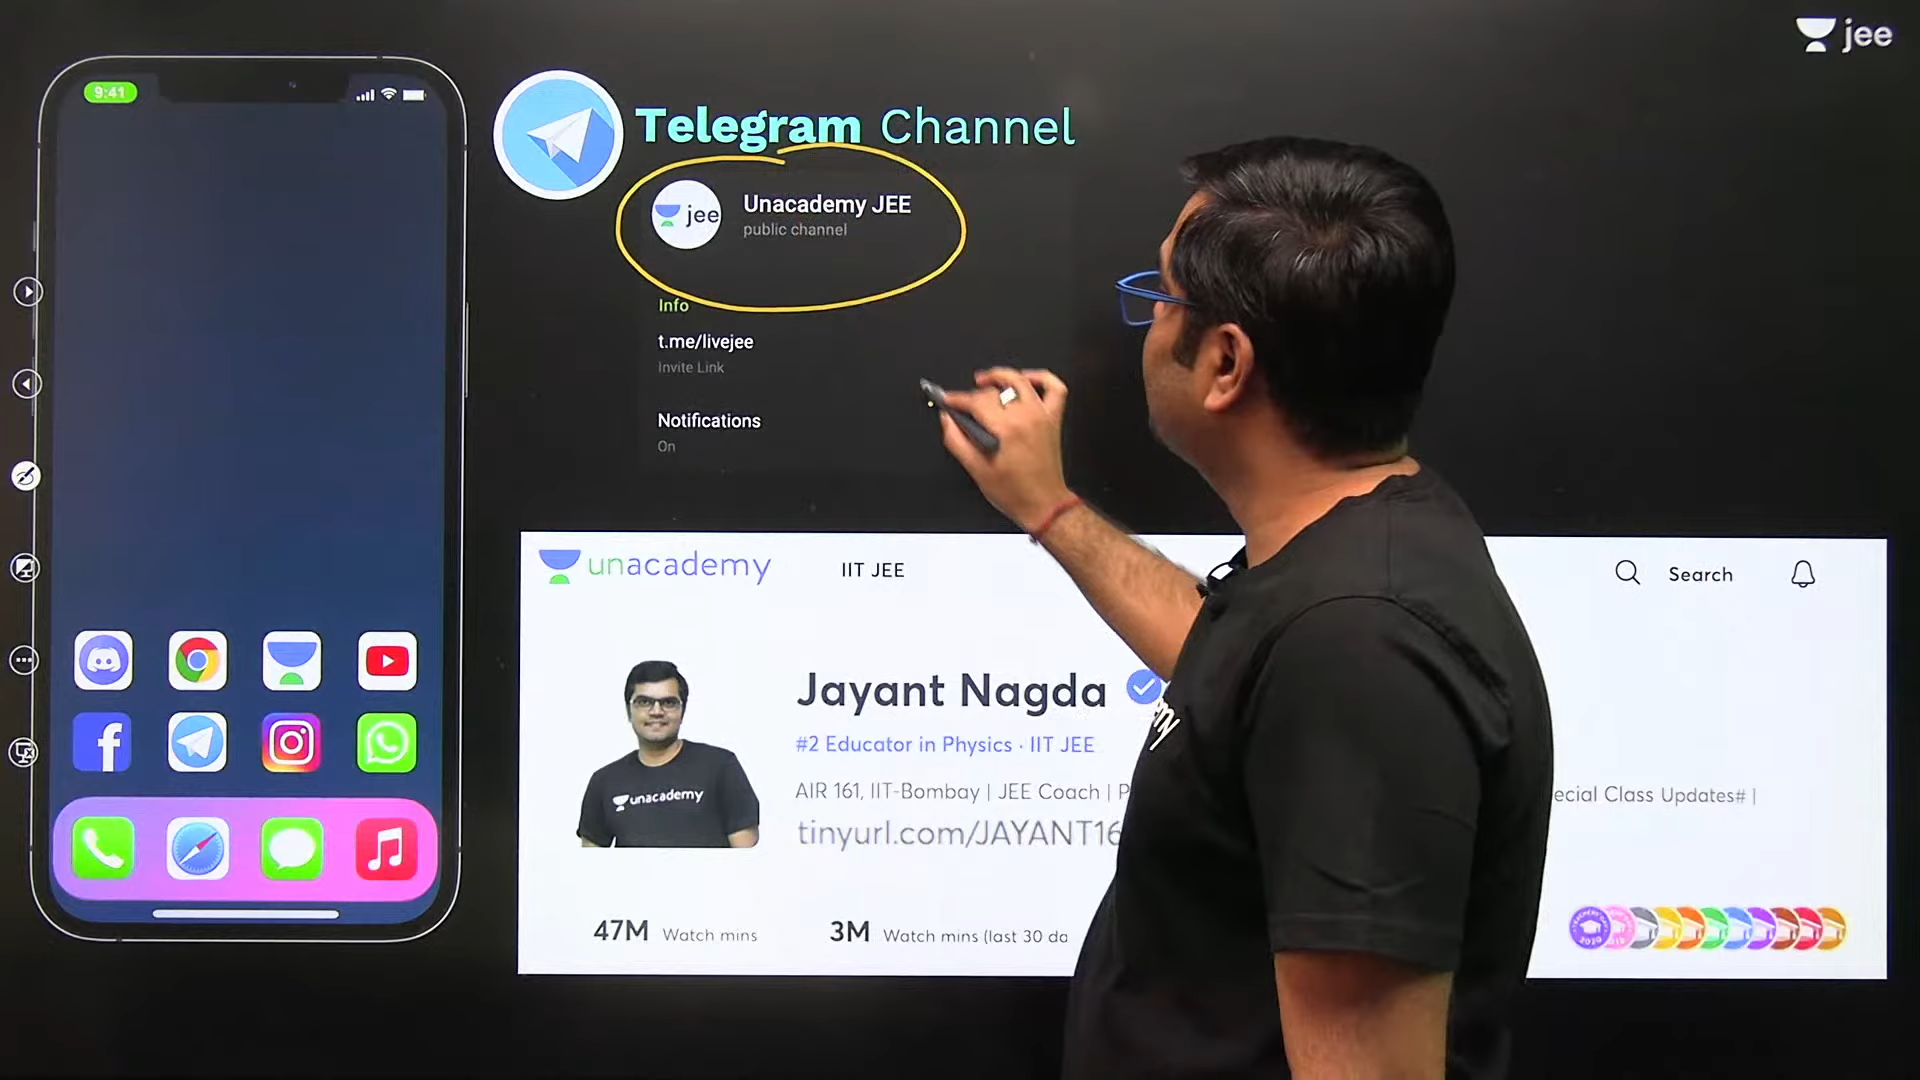 jee
9:41
Telegram Channel
jee
Unacademy JEE
public channel
Info
t.me/livejee
Invite Link
Notifications
On
unacademy
IIT JEE
Search
Jayant Nagda
#2 Educator in Physics · IIT JEE
AIR 161, IIT-Bombay | JEE Coach | P
ecial Class Updates# |
unacademy
tinyurl.com/JAYANT16
47M Watch mins
3M Watch mins (last 30 da